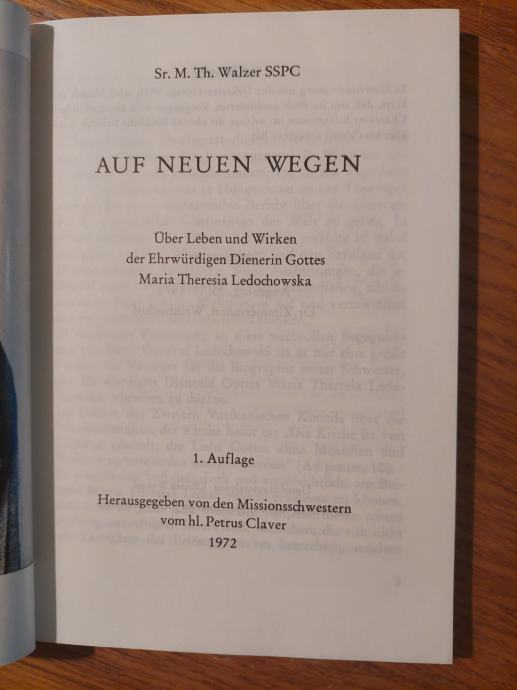 Sr. M. Th. Walzer SSPC
AUF NEUEN WEGEN
Über Leben und Wirken
der Ehrwürdigen Dienerin Gottes
Maria Theresia Ledochowska
1. Auflage
Herausgegeben von den Missionsschwestern
vom hl. Petrus Claver
1972